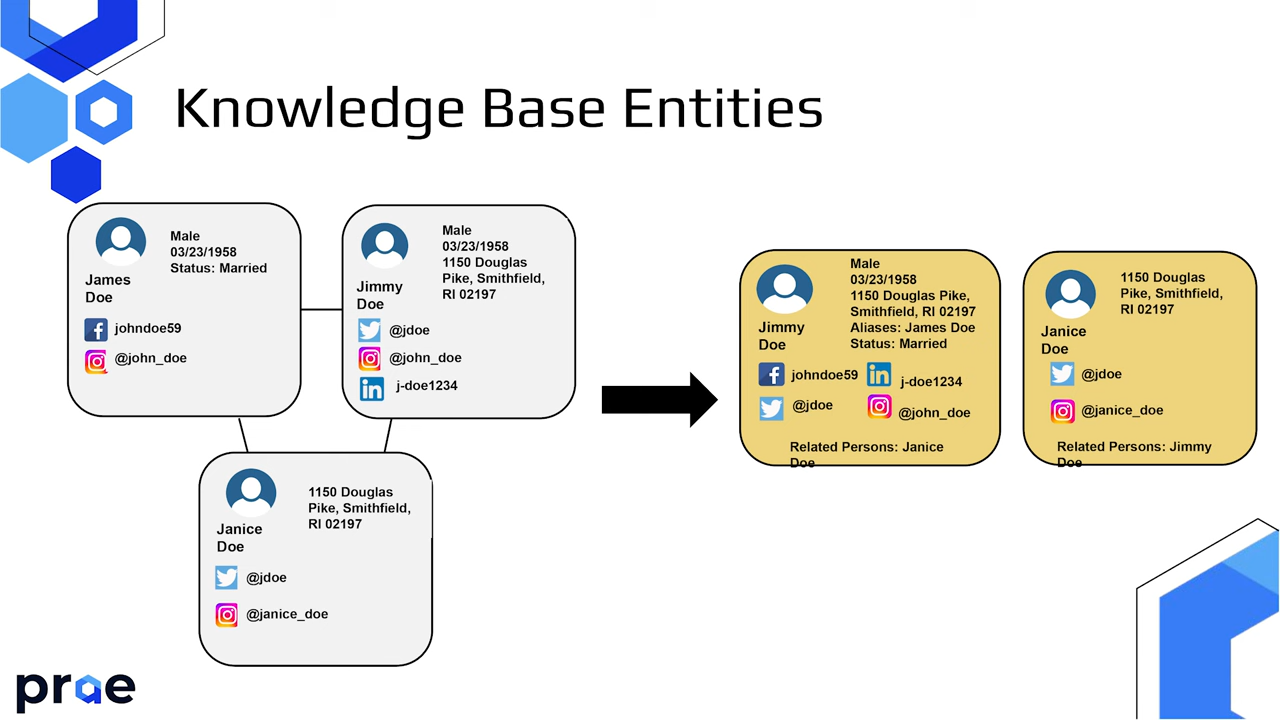 Knowledge Base Entities
James
Doe
Male
03/23/1958
Status: Married
johndoe59
@john_doe
Jimmy
Doe
Male
03/23/1958
1150 Douglas
Pike, Smithfield,
RI 02197
@jdoe
@john_doe
j-doe1234
Janice
Doe
1150 Douglas
Pike, Smithfield,
RI 02197
@jdoe
@janice_doe
Jimmy
Doe
Male
03/23/1958
1150 Douglas Pike,
Smithfield, RI 02197
Aliases: James Doe
Status: Married
johndoe59
j-doe1234
@jdoe
@john_doe
Related Persons: Janice
Doe
Janice
Doe
1150 Douglas
Pike, Smithfield,
RI 02197
@jdoe
@janice_doe
Related Persons: Jimmy
Doe
prae